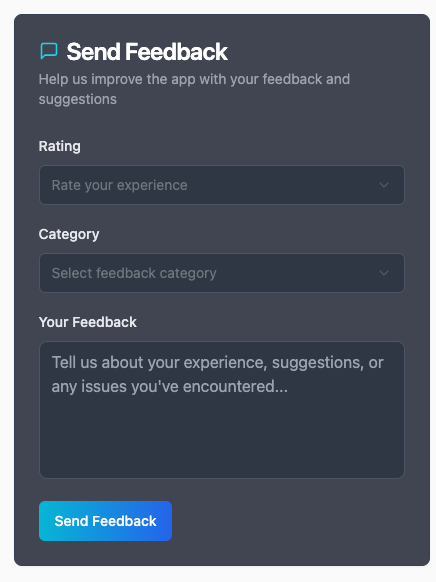 Send Feedback
Help us improve the app with your feedback and
suggestions
Rating
Rate your experience
Category
Select feedback category
Your Feedback
Tell us about your experience, suggestions, or
any issues you've encountered...
Send Feedback